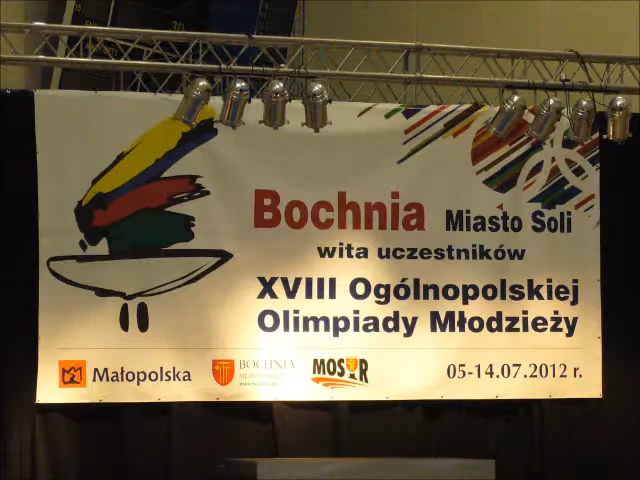 Bochnia Miasto Soli
wita uczestników
XVIII Ogólnopolskiej
Olimpiady Młodzieży
Małopolska
BOCHNIA
MOSiR
05-14.07.2012 r.